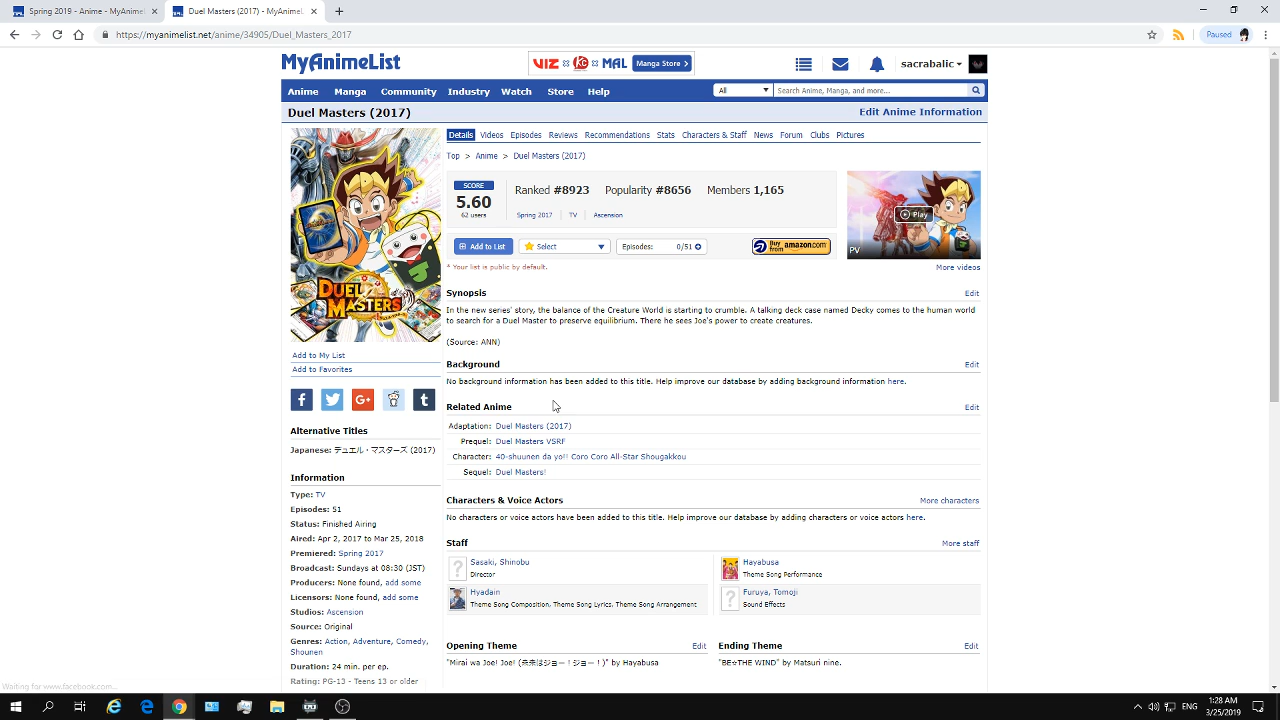 Spring 2019 - Anime - MyAnimeL
Duel Masters (2017) - MyAnimeL
https://myanimelist.net/anime/34905/Duel_Masters_2017
Paused
MyAnimeList
VIZ MAL Manga Store >
sacrabalic
Anime Manga Community Industry Watch Store Help
All Search Anime, Manga, and more...
Duel Masters (2017) Edit Anime Information
Details Videos Episodes Reviews Recommendations Stats Characters & Staff News Forum Clubs Pictures
Top > Anime > Duel Masters (2017)
SCORE
5.60
62 users
Ranked #8923 Popularity #8656 Members 1,165
Spring 2017 | TV | Ascension
Add to List Select Episodes: 0/51
Buy from amazon.com
* Your list is public by default.
Play
PV
More videos
Synopsis Edit
In the new series' story, the balance of the Creature World is starting to crumble. A talking deck case named Decky comes to the human world
to search for a Duel Master to preserve equilibrium. There he sees Joe's power to create creatures.
(Source: ANN)
Background Edit
No background information has been added to this title. Help improve our database by adding background information here.
Related Anime Edit
Adaptation: Duel Masters (2017)
Prequel: Duel Masters VSRF
Character: 40-shuunen da yo!! Coro Coro All-Star Shougakkou
Sequel: Duel Masters!
Characters & Voice Actors More characters
No characters or voice actors have been added to this title. Help improve our database by adding characters or voice actors here.
Staff More staff
Sasaki, Shinobu
Director
Hayabusa
Theme Song Performance
Hyadain
Theme Song Composition, Theme Song Lyrics, Theme Song Arrangement
Furuya, Tomoji
Sound Effects
Opening Theme Edit
"Mirai wa Joe! Joe! (未来はジョー！ジョー！)" by Hayabusa
Ending Theme Edit
"BE☆THE WIND" by Matsuri nine.
DUEL
MASTERS
Add to My List
Add to Favorites
Alternative Titles
Japanese: デュエル・マスターズ (2017)
Information
Type: TV
Episodes: 51
Status: Finished Airing
Aired: Apr 2, 2017 to Mar 25, 2018
Premiered: Spring 2017
Broadcast: Sundays at 08:30 (JST)
Producers: None found, add some
Licensors: None found, add some
Studios: Ascension
Source: Original
Genres: Action, Adventure, Comedy,
Shounen
Duration: 24 min. per ep.
Rating: PG-13 - Teens 13 or older
Waiting for www.facebook.com...
ENG
1:28 AM
3/25/2019